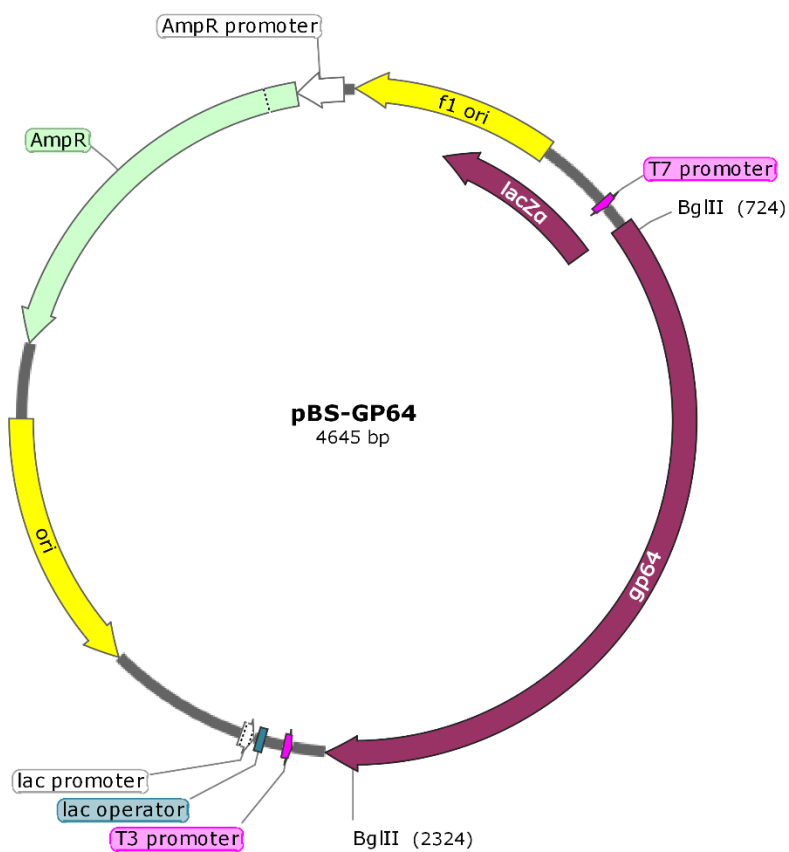 AmpR promoter
f1 ori
AmpR
T7 promoter
lacZα
BglII (724)
pBS-GP64
4645 bp
ori
gp64
lac promoter
lac operator
T3 promoter
BglII (2324)